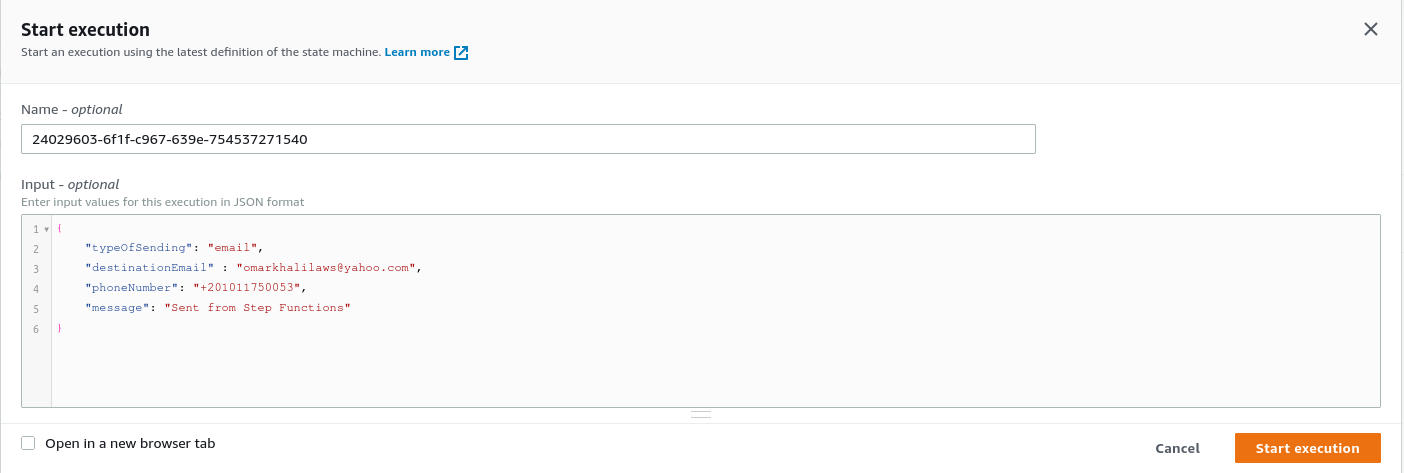 Start execution
Start an execution using the latest definition of the state machine. Learn more
Name - optional
24029603-6f1f-c967-639e-754537271540
Input - optional
Enter input values for this execution in JSON format
1 {
2 "typeOfSending": "email",
3 "destinationEmail" : "omarkhalilaws@yahoo.com",
4 "phoneNumber": "+201011750053",
5 "message": "Sent from Step Functions"
6 }
Open in a new browser tab
Cancel
Start execution